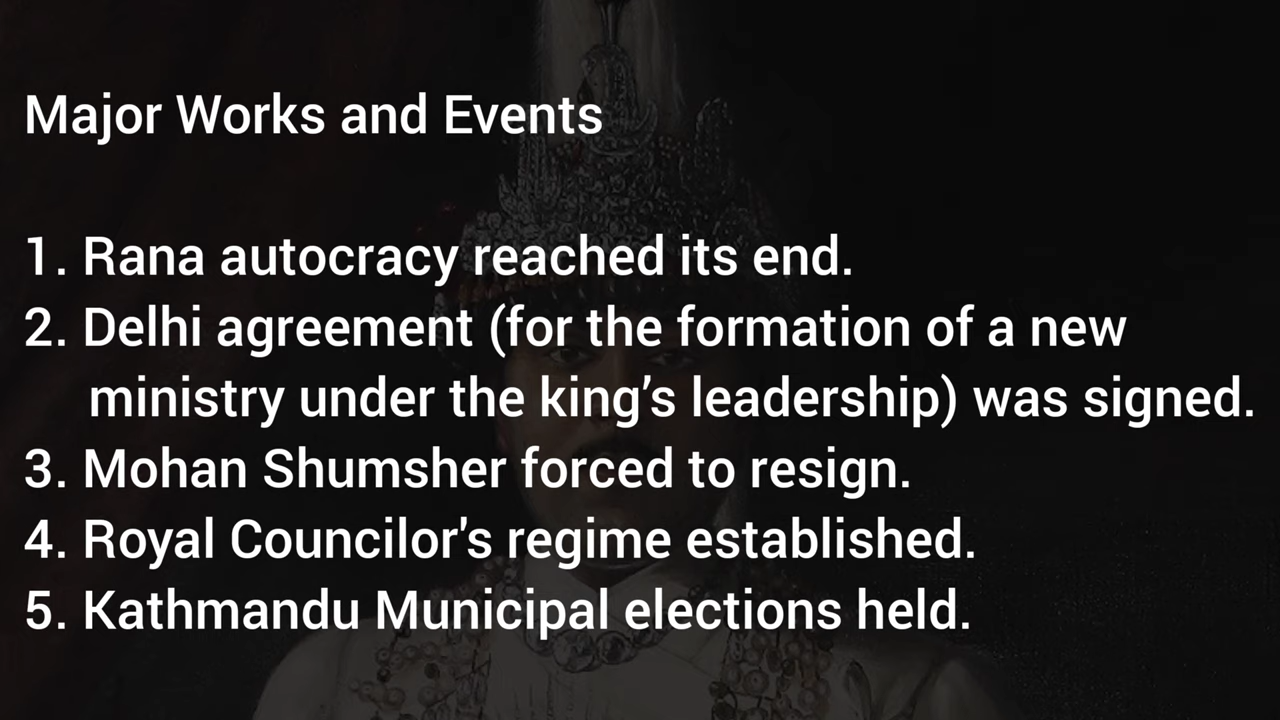 Major Works and Events
1. Rana autocracy reached its end.
2. Delhi agreement (for the formation of a new
ministry under the king’s leadership) was signed.
3. Mohan Shumsher forced to resign.
4. Royal Councilor's regime established.
5. Kathmandu Municipal elections held.